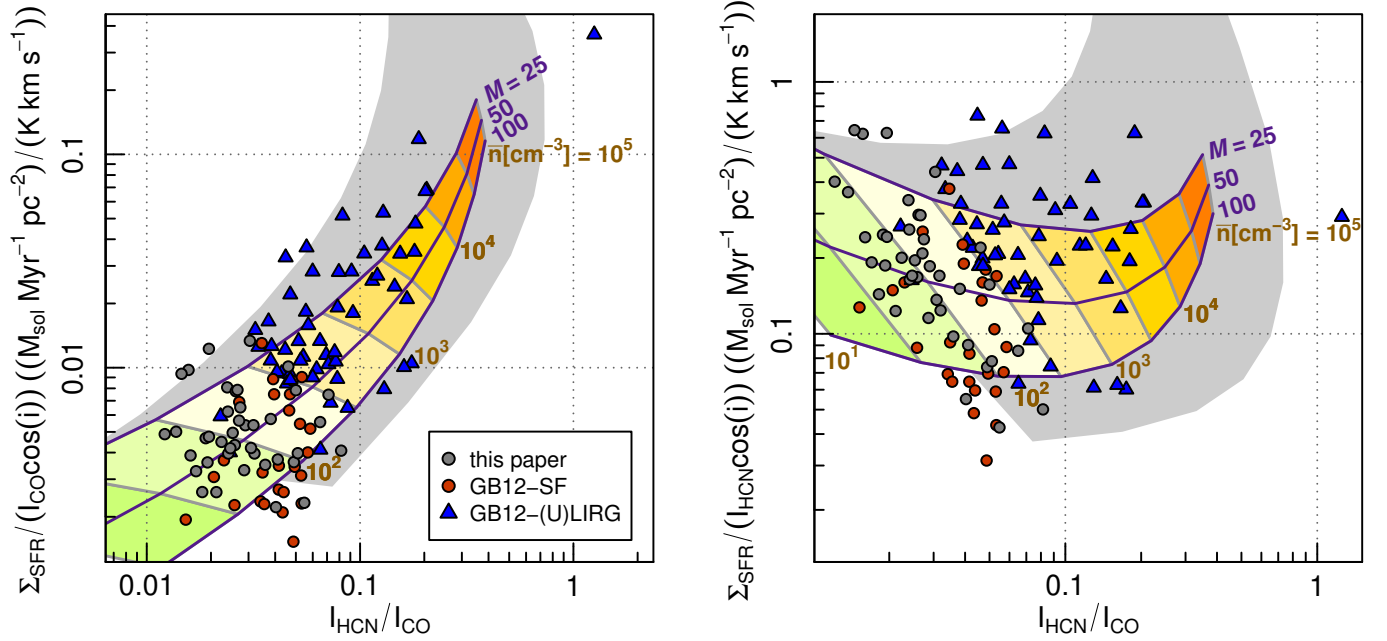 Σ_SFR/(I_CO cos(i)) ((M_sol Myr⁻¹ pc⁻²)/(K km s⁻¹))
0.1
0.01
0.01
0.1
1
I_HCN/I_CO
M = 25
50
100
n̅[cm⁻³] = 10⁵
10⁴
10³
10²
this paper
GB12−SF
GB12−(U)LIRG
Σ_SFR/(I_HCN cos(i)) ((M_sol Myr⁻¹ pc⁻²)/(K km s⁻¹))
1
0.1
0.1
1
I_HCN/I_CO
M = 25
50
100
n̅[cm⁻³] = 10⁵
10⁴
10³
10²
10¹